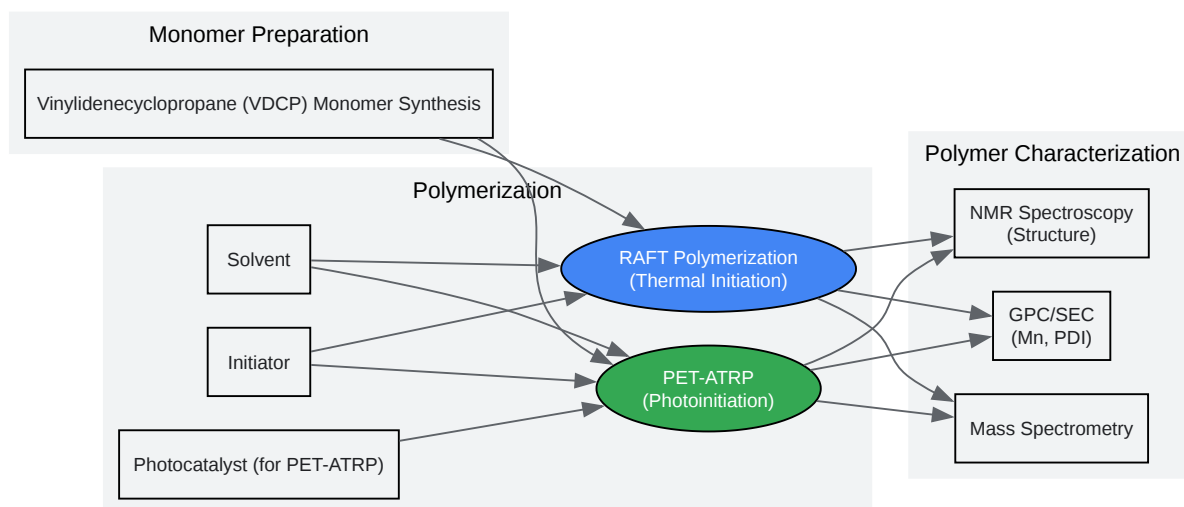 Monomer Preparation
Vinylidenecyclopropane (VDCP) Monomer Synthesis
Polymerization
Solvent
Initiator
Photocatalyst (for PET-ATRP)
RAFT Polymerization
(Thermal Initiation)
PET-ATRP
(Photoinitiation)
Polymer Characterization
NMR Spectroscopy
(Structure)
GPC/SEC
(Mn, PDI)
Mass Spectrometry